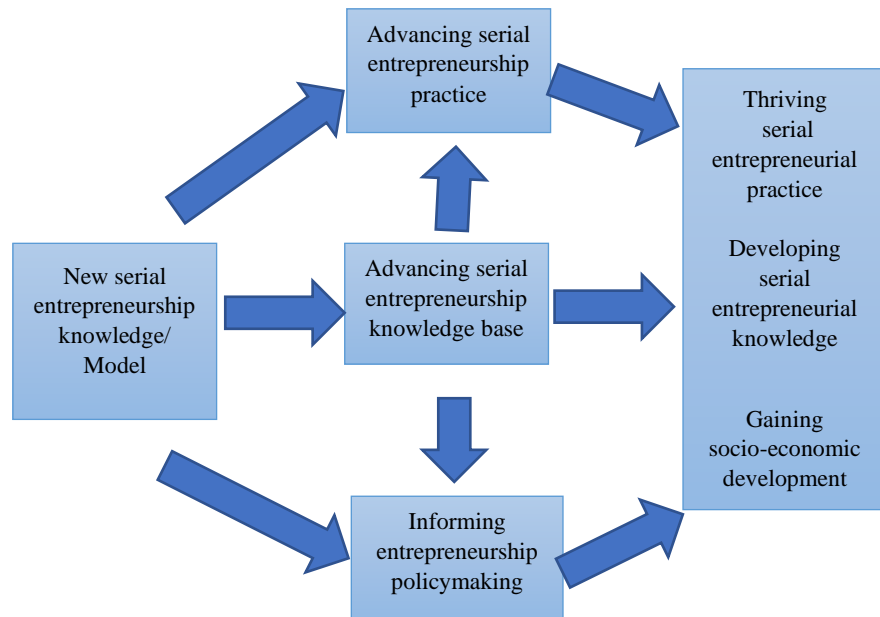 Advancing serial
entrepreneurship
practice
New serial
entrepreneurship
knowledge/
Model
Advancing serial
entrepreneurship
knowledge base
Informing
entrepreneurship
policymaking
Thriving
serial
entrepreneurial
practice
Developing
serial
entrepreneurial
knowledge
Gaining
socio-economic
development